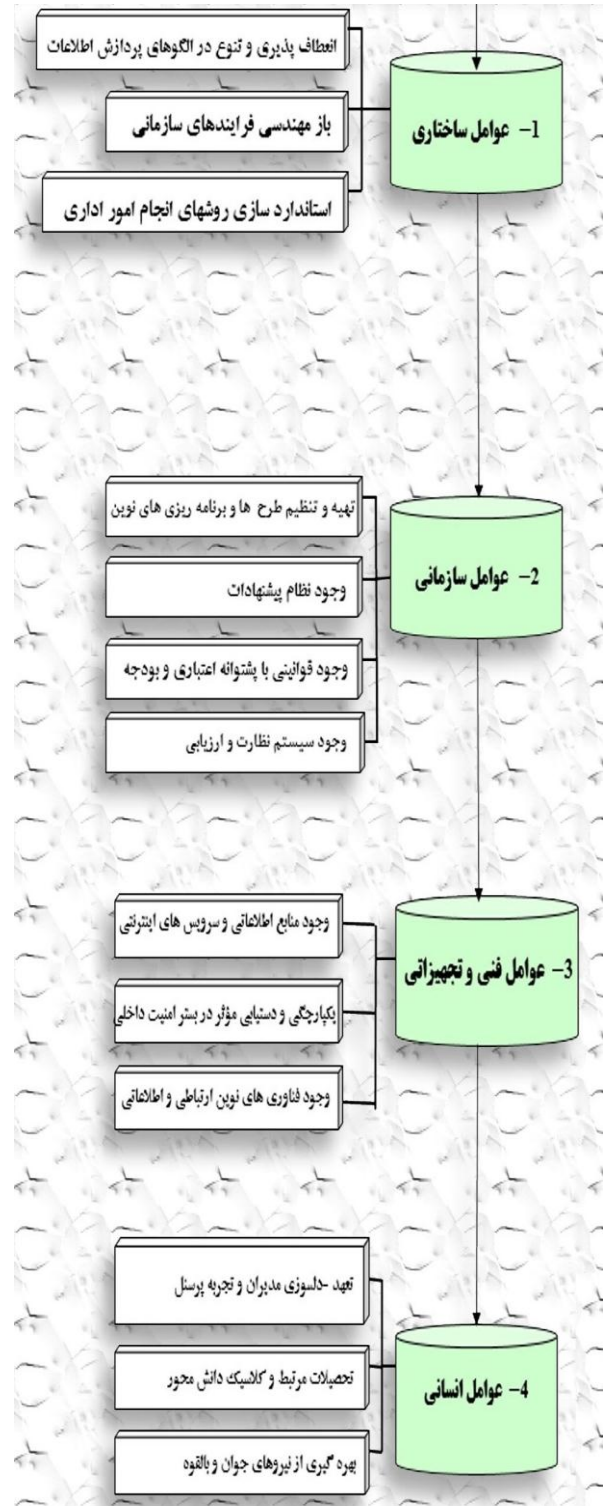 1- عوامل ساختاری
انعطاف پذیری و تنوع در الگوهای پردازش اطلاعات
باز مهندسی فرایندهای سازمانی
استاندارد سازی روشهای انجام امور اداری
2- عوامل سازمانی
تهیه و تنظیم طرح ها و برنامه ریزی های نوین
وجود نظام پیشنهادات
وجود قوانینی با پشتوانه اعتباری و بودجه
وجود سیستم نظارت و ارزیابی
3- عوامل فنی و تجهیزاتی
وجود منابع اطلاعاتی و سرویس های اینترنتی
یکپارچگی و دستیابی مؤثر در بستر امنیت داخلی
وجود فناوری های نوین ارتباطی و اطلاعاتی
4- عوامل انسانی
تعهد -دلسوزی مدیران و تجربه پرسنل
تحصیلات مرتبط و کلاسیک دانش محور
بهره گیری از نیروهای جوان و بالقوه